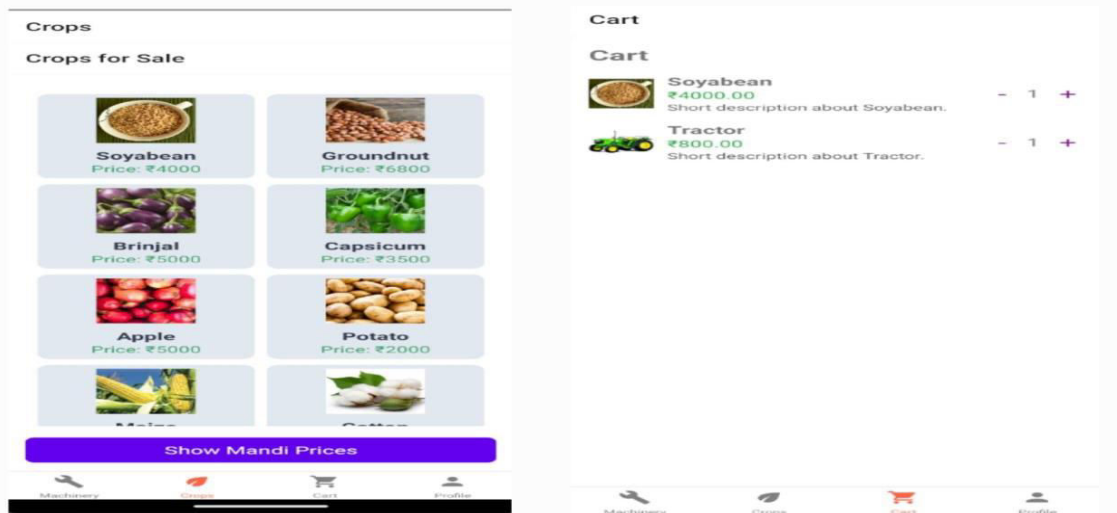 Crops
Crops for Sale
Soyabean
Price: ₹4000
Groundnut
Price: ₹6800
Brinjal
Price: ₹5000
Capsicum
Price: ₹3500
Apple
Price: ₹5000
Potato
Price: ₹2000
Maize
Cotton
Show Mandi Prices
Machinery
Crops
Cart
Profile
Cart
Cart
Soyabean
₹4000.00
Short description about Soyabean.
- 1 +
Tractor
₹800.00
Short description about Tractor.
- 1 +
Machinery
Crops
Cart
Profile